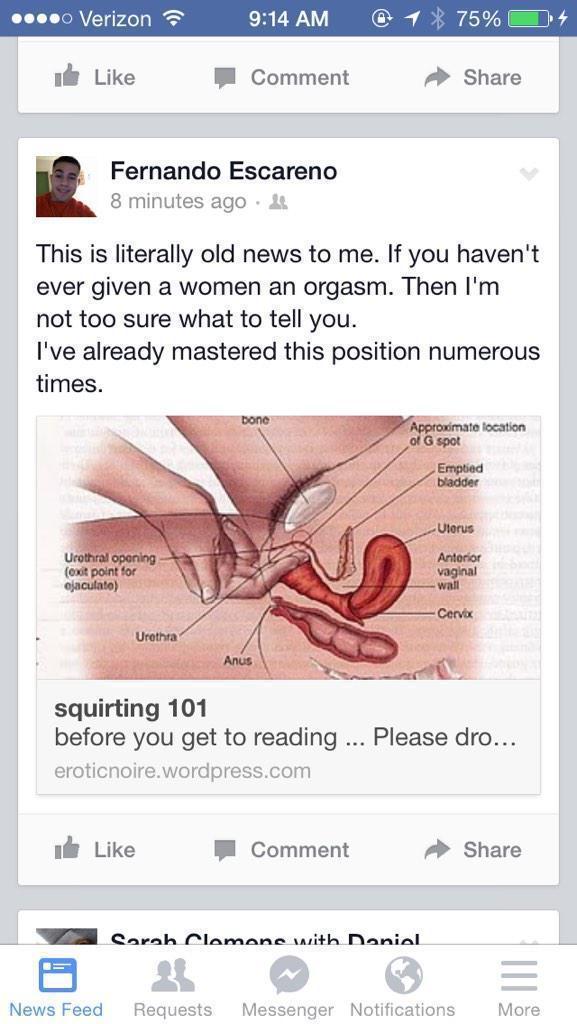 Verizon 9:14 AM 75%
Like Comment Share
Fernando Escareno
8 minutes ago ·
This is literally old news to me. If you haven't
ever given a women an orgasm. Then I'm
not too sure what to tell you.
I've already mastered this position numerous
times.
bone
Approximate location
of G spot
Emptied
bladder
Uterus
Anterior
vaginal
wall
Cervix
Urethral opening
(exit point for
ejaculate)
Urethra
Anus
squirting 101
before you get to reading ... Please dro...
eroticnoire.wordpress.com
Like Comment Share
Sarah Clemens with Daniel
News Feed Requests Messenger Notifications More